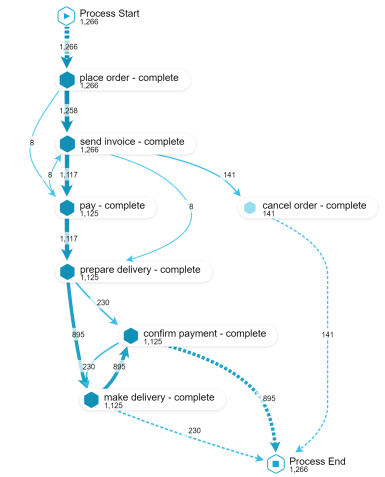 Process Start
1,266
1,266
place order - complete
1,266
1,258
8
send invoice - complete
1,266
8
1,117
141
pay - complete
1,125
8
cancel order - complete
141
1,117
prepare delivery - complete
1,125
230
895
confirm payment - complete
1,125
141
230
895
make delivery - complete
1,125
895
230
Process End
1,266